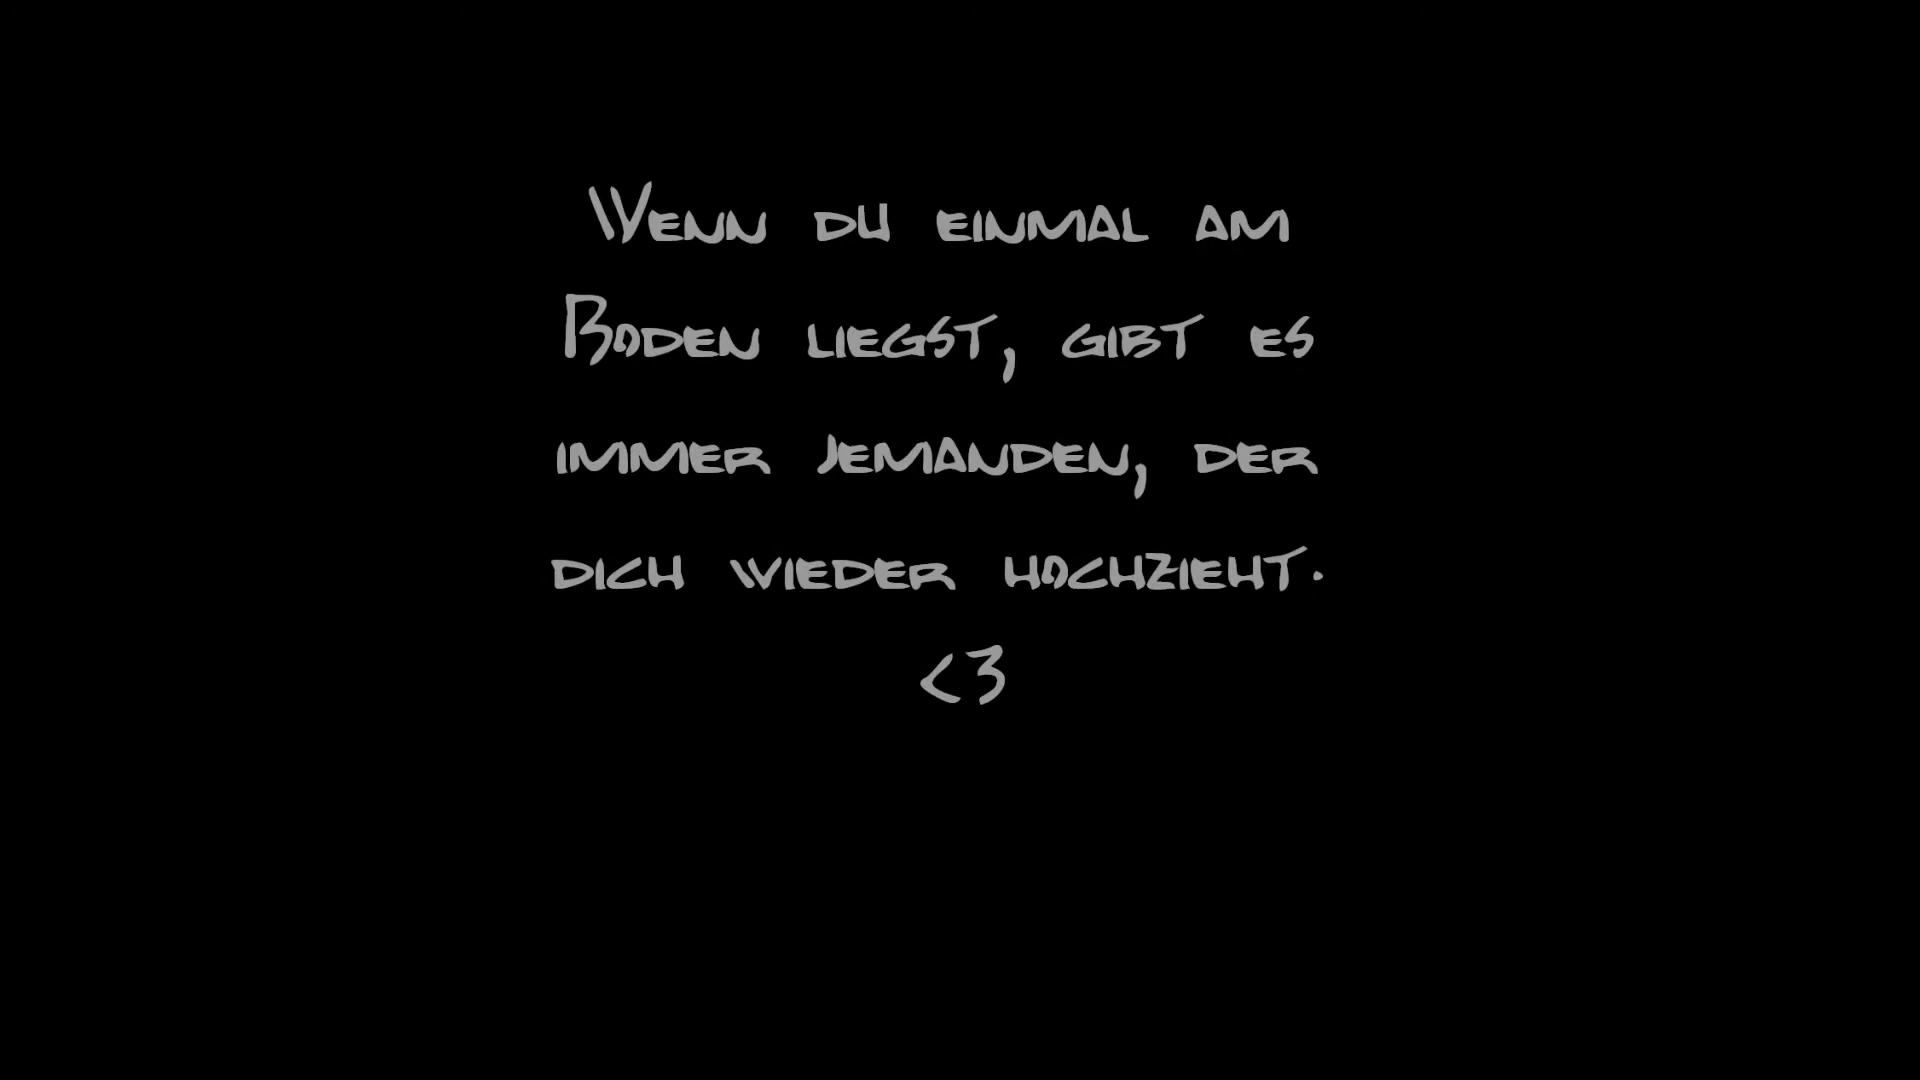 Wenn du einmal am
Boden liegst, gibt es
immer jemanden, der
dich wieder hochzieht.
<3